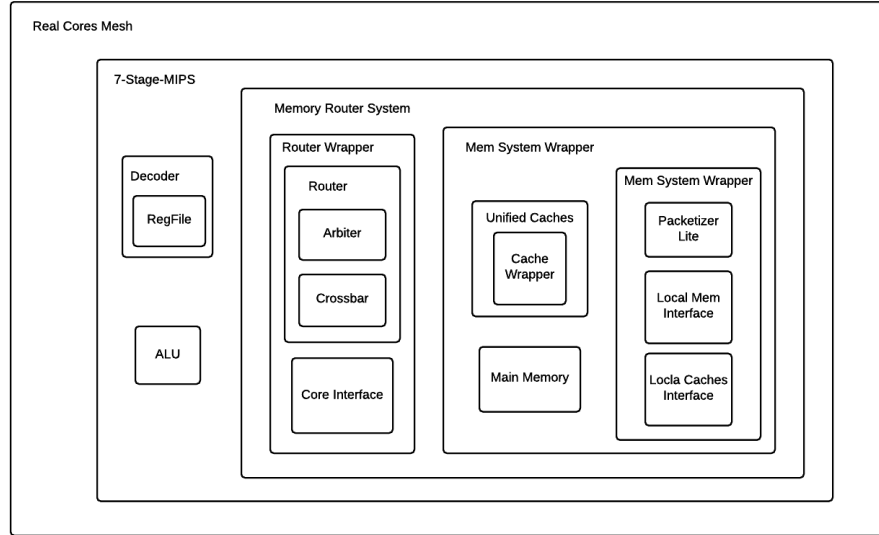 Real Cores Mesh
7-Stage-MIPS
Memory Router System
Router Wrapper
Mem System Wrapper
Decoder
RegFile
Router
Arbiter
Crossbar
Core Interface
ALU
Unified Caches
Cache
Wrapper
Main Memory
Mem System Wrapper
Packetizer
Lite
Local Mem
Interface
Locla Caches
Interface